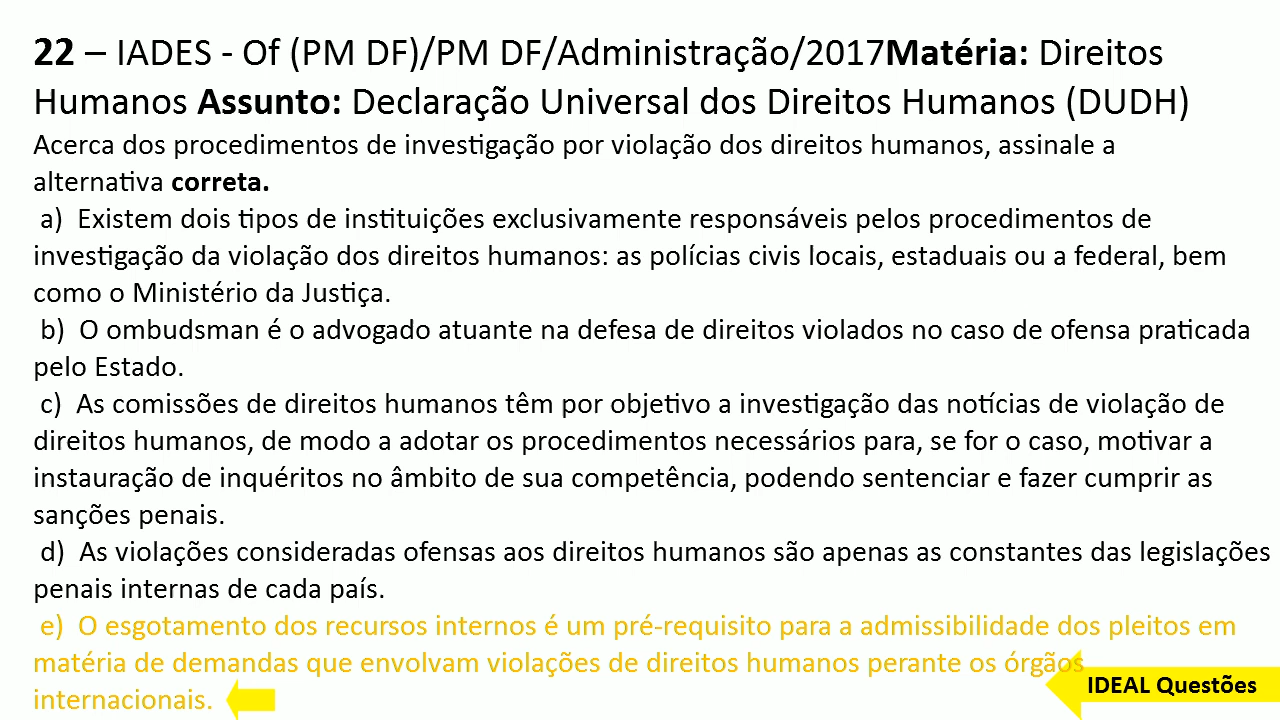 22 – IADES - Of (PM DF)/PM DF/Administração/2017Matéria: Direitos
Humanos Assunto: Declaração Universal dos Direitos Humanos (DUDH)
Acerca dos procedimentos de investigação por violação dos direitos humanos, assinale a
alternativa correta.
a) Existem dois tipos de instituições exclusivamente responsáveis pelos procedimentos de
investigação da violação dos direitos humanos: as polícias civis locais, estaduais ou a federal, bem
como o Ministério da Justiça.
b) O ombudsman é o advogado atuante na defesa de direitos violados no caso de ofensa praticada
pelo Estado.
c) As comissões de direitos humanos têm por objetivo a investigação das notícias de violação de
direitos humanos, de modo a adotar os procedimentos necessários para, se for o caso, motivar a
instauração de inquéritos no âmbito de sua competência, podendo sentenciar e fazer cumprir as
sanções penais.
d) As violações consideradas ofensas aos direitos humanos são apenas as constantes das legislações
penais internas de cada país.
e) O esgotamento dos recursos internos é um pré-requisito para a admissibilidade dos pleitos em
matéria de demandas que envolvam violações de direitos humanos perante os órgãos
internacionais.
IDEAL Questões